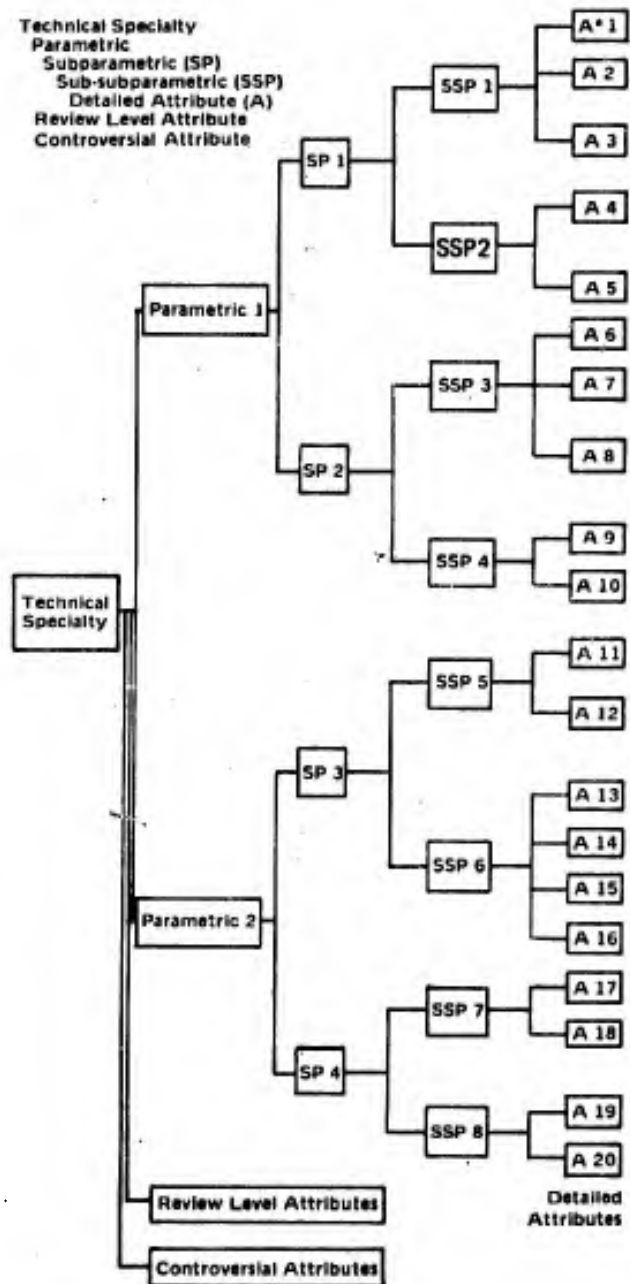 Technical Specialty
Parametric
Subparametric (SP)
Sub-subparametric (SSP)
Detailed Attribute (A)
Review Level Attribute
Controversial Attribute
A* 1
A 2
SSP 1
A 3
SP 1
A 4
SSP2
A 5
Parametric 1
A 6
SSP 3
A 7
A 8
SP 2
A 9
SSP 4
A 10
Technical
Specialty
A 11
SSP 5
A 12
SP 3
A 13
A 14
SSP 6
A 15
A 16
Parametric 2
A 17
SSP 7
A 18
SP 4
A 19
SSP 8
A 20
Review Level Attributes
Detailed
Attributes
Controversial Attributes